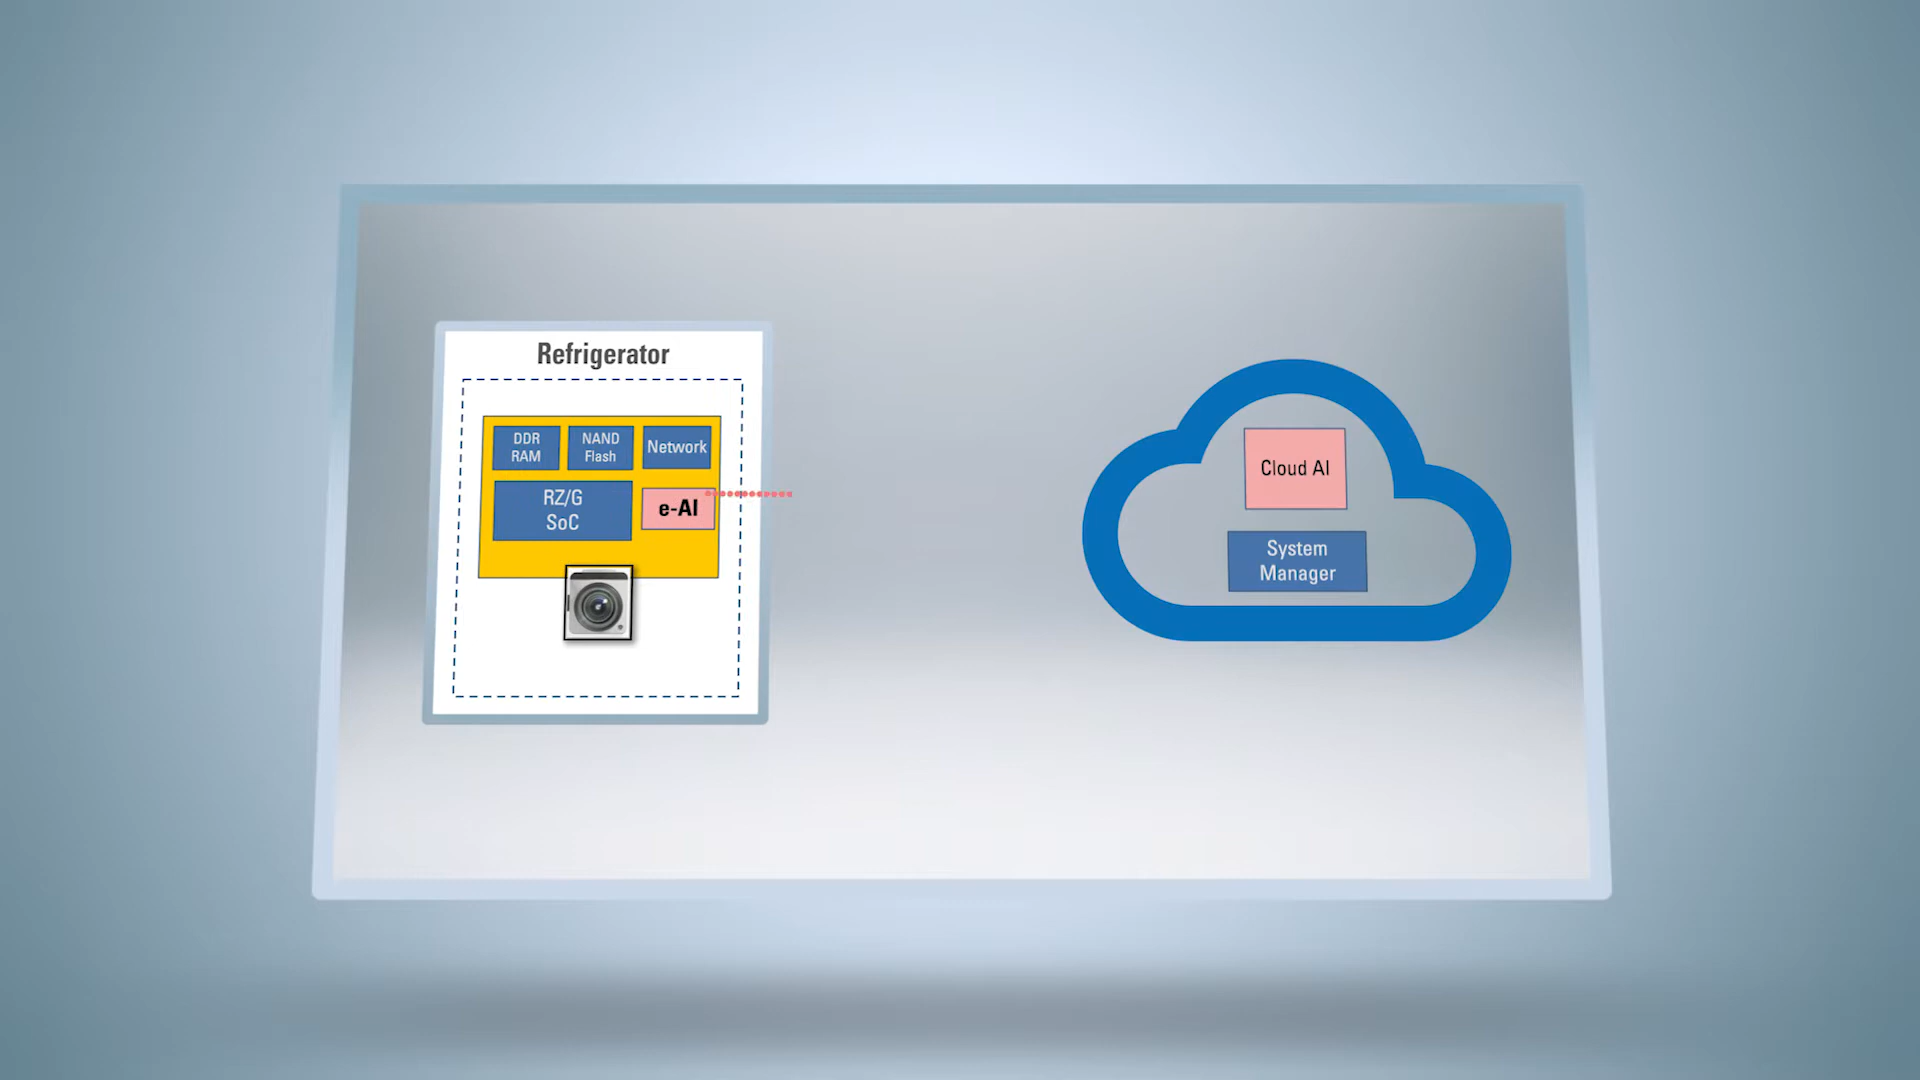 Refrigerator
DDR
RAM
NAND
Flash
Network
RZ/G
SoC
e-AI
Cloud AI
System
Manager